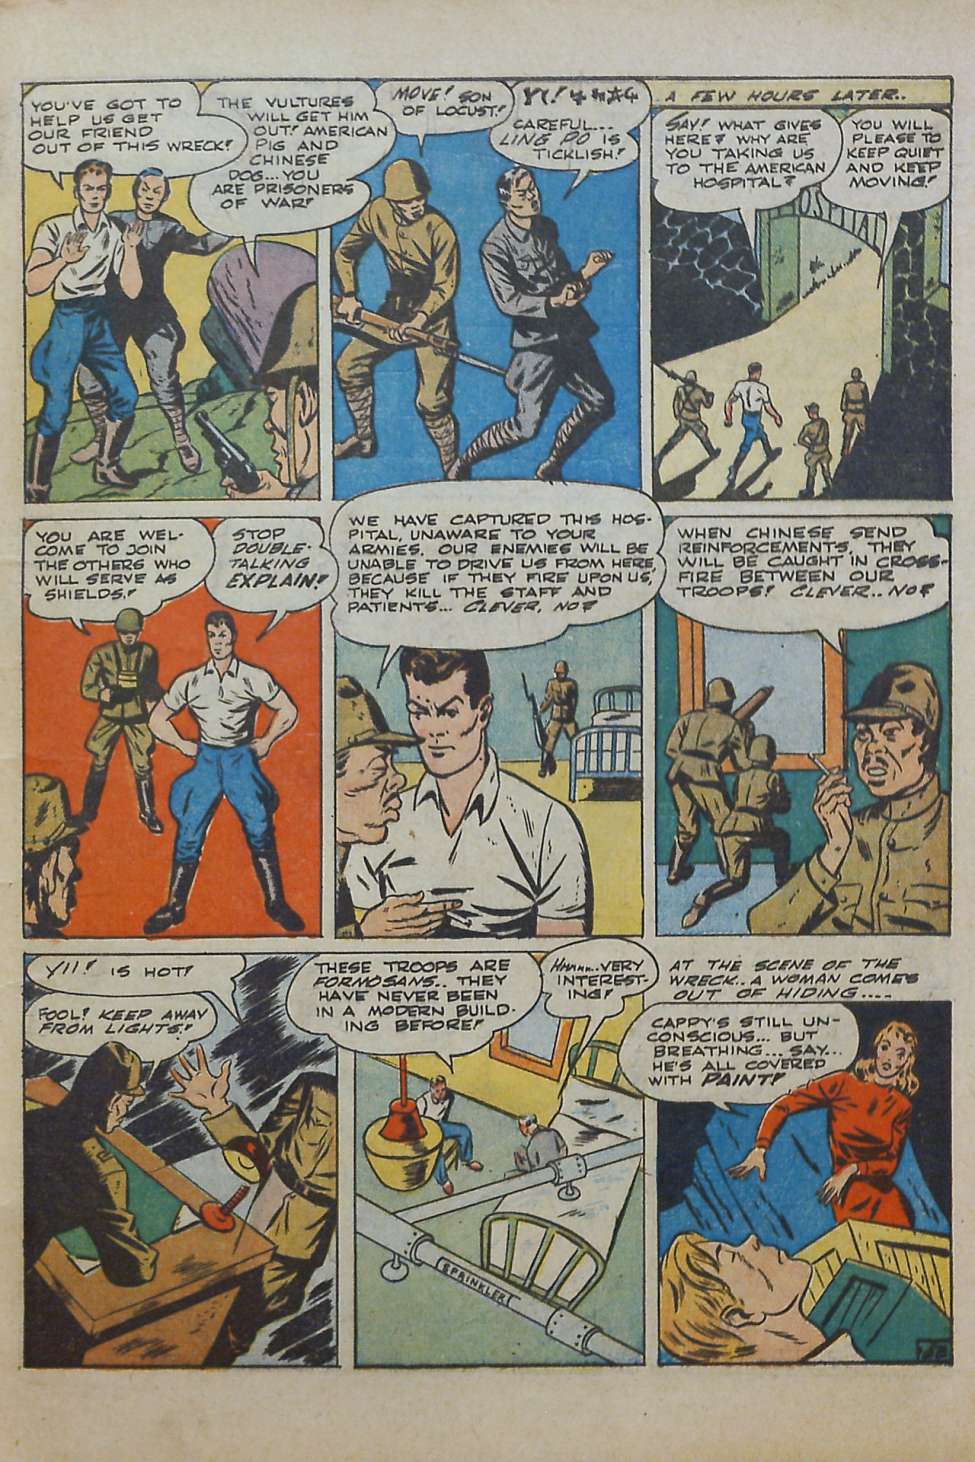 YOU'VE GOT TO
HELP US GET
OUR FRIEND
OUT OF THIS WRECK!
THE VULTURES
WILL GET HIM
OUT! AMERICAN
PIG AND
CHINESE
DOG... YOU
ARE PRISONERS
OF WAR!
MOVE! SON
OF LOCUST!
CAREFUL...
LING PO IS
TICKLISH!
A FEW HOURS LATER..
SAY! WHAT GIVES
HERE? WHY ARE
YOU TAKING US
TO THE AMERICAN
HOSPITAL?
YOU WILL
PLEASE TO
KEEP QUIET
AND KEEP
MOVING!
HOSPITAL
YOU ARE WEL-
COME TO JOIN
THE OTHERS WHO
WILL SERVE AS
SHIELDS!
STOP
DOUBLE-
TALKING
EXPLAIN!
WE HAVE CAPTURED THIS HOS-
PITAL, UNAWARE TO YOUR
ARMIES. OUR ENEMIES WILL BE
UNABLE TO DRIVE US FROM HERE,
BECAUSE IF THEY FIRE UPON US,
THEY KILL THE STAFF AND
PATIENTS... CLEVER, NO?
WHEN CHINESE SEND
REINFORCEMENTS, THEY
WILL BE CAUGHT IN CROSS-
FIRE BETWEEN OUR
TROOPS! CLEVER.. NO?
YII! IS HOT!
FOOL! KEEP AWAY
FROM LIGHTS!
THESE TROOPS ARE
FORMOSANS.. THEY
HAVE NEVER BEEN
IN A MODERN BUILD-
ING BEFORE!
HMMM...VERY
INTEREST-
ING!
SPRINKLER
AT THE SCENE OF THE
WRECK.. A WOMAN COMES
OUT OF HIDING....
CAPPY'S STILL UN-
CONSCIOUS... BUT
BREATHING... SAY...
HE'S ALL COVERED
WITH PAINT!